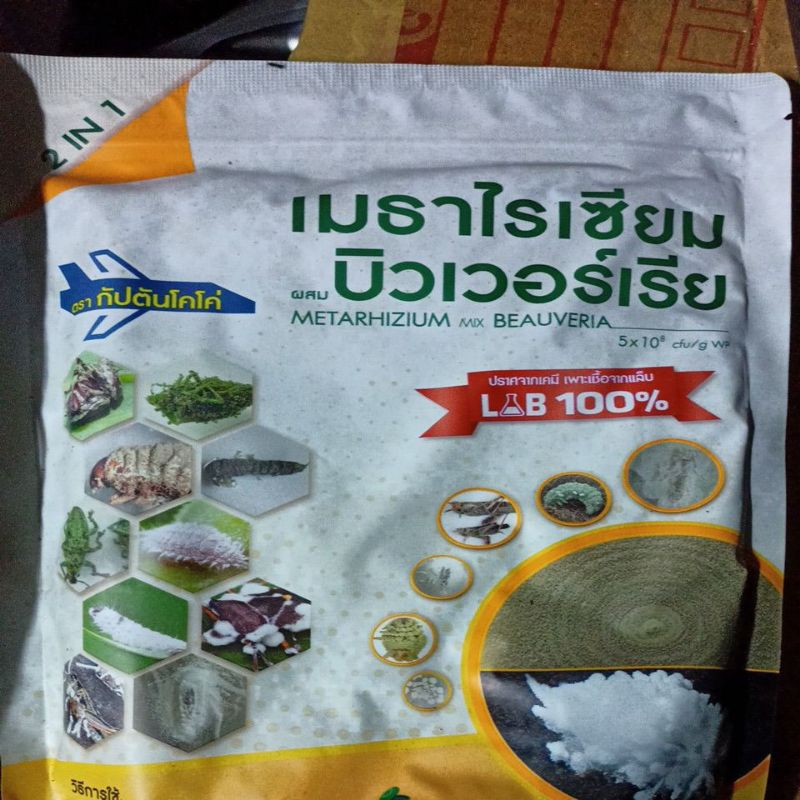 2 IN 1
เมธาไรเซียม
ผสม บิวเวอร์เรีย
METARHIZIUM MIX BEAUVERIA
5x10⁸ cfu/g WP
ตรา กัปตันโคโค่
ปราศจากเคมี เพาะเชื้อจากแล็บ
LAB 100%
วิธีการใช้